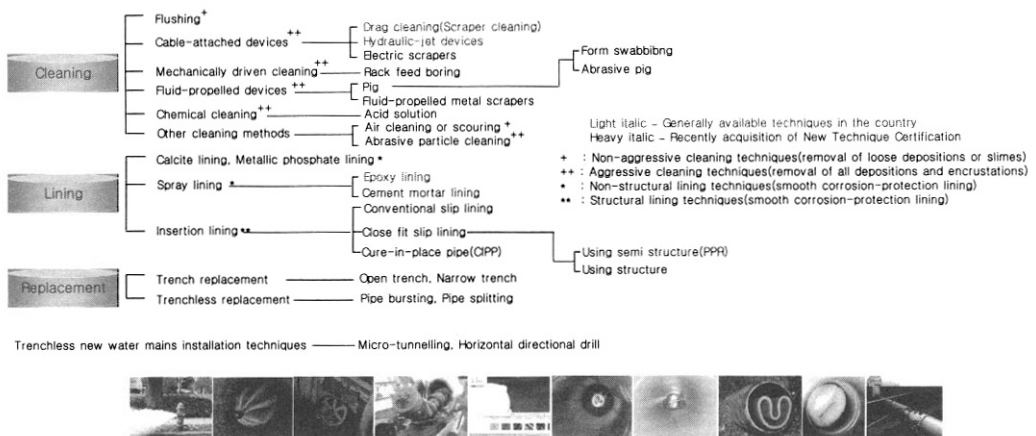 Cleaning
Flushing+
Cable-attached devices++
Drag cleaning(Scraper cleaning)
Hydraulic-jet devices
Electric scrapers
Mechanically driven cleaning++
Rack feed boring
Fluid-propelled devices++
Pig
Fluid-propelled metal scrapers
Form swabbibng
Abrasive pig
Chemical cleaning++
Acid solution
Other cleaning methods
Air cleaning or scouring+
Abrasive particle cleaning++
Light italic - Generally available techniques in the country
Heavy italic - Recently acquisition of New Technique Certification
+ : Non-aggressive cleaning techniques(removal of loose depositions or slimes)
++ : Aggressive cleaning techniques(removal of all depositions and encrustations)
* : Non-structural lining techniques(smooth corrosion-protection lining)
** : Structural lining techniques(smooth corrosion-protection lining)
Lining
Calcite lining, Metallic phosphate lining*
Spray lining *
Epoxy lining
Cement mortar lining
Insertion lining**
Conventional slip lining
Close fit slip lining
Cure-in-place pipe(CIPP)
Using semi structure(PPR)
Using structure
Replacement
Trench replacement
Open trench, Narrow trench
Trenchless replacement
Pipe bursting, Pipe splitting
Trenchless new water mains installation techniques
Micro-tunnelling, Horizontal directional drill